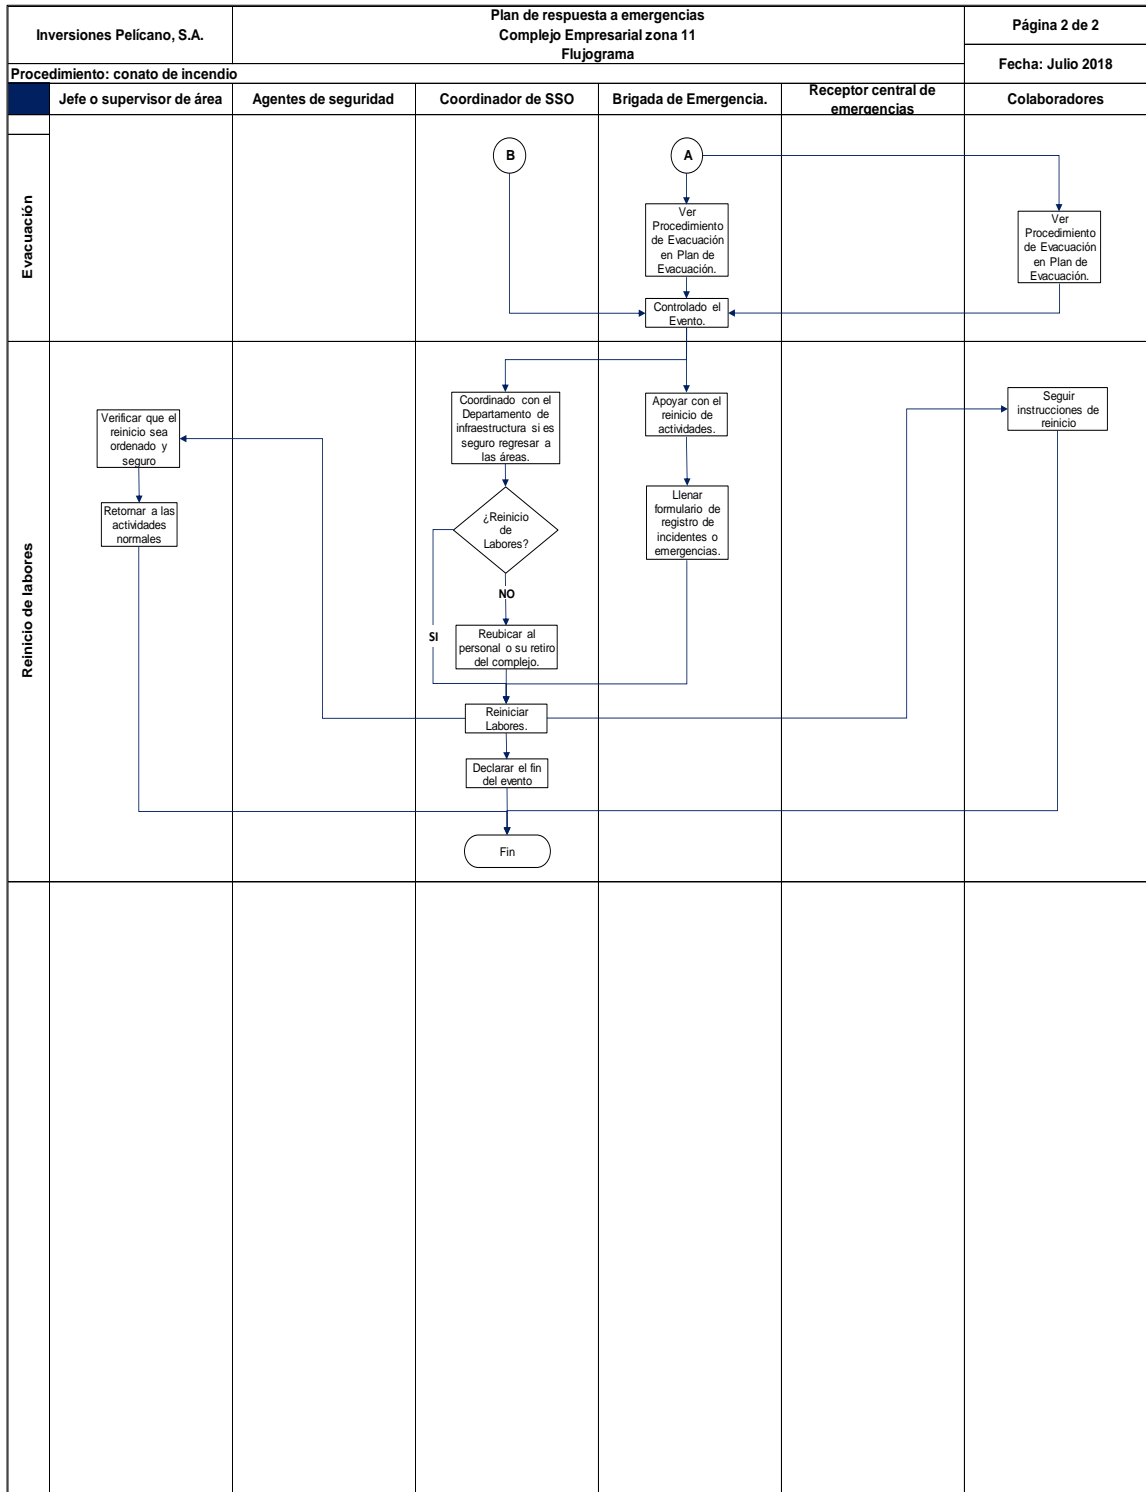 Inversiones Pelícano, S.A.
Plan de respuesta a emergencias
Complejo Empresarial zona 11
Flujograma
Página 2 de 2
Fecha: Julio 2018
Procedimiento: conato de incendio
Jefe o supervisor de área
Agentes de seguridad
Coordinador de SSO
Brigada de Emergencia.
Receptor central de
emergencias
Colaboradores
Evacuación
B
A
Ver
Procedimiento
de Evacuación
en Plan de
Evacuación.
Ver
Procedimiento
de Evacuación
en Plan de
Evacuación.
Controlado el
Evento.
Reinicio de labores
Verificar que el
reinicio sea
ordenado y
seguro
Retornar a las
actividades
normales
Coordinado con el
Departamento de
infraestructura si es
seguro regresar a
las áreas.
¿Reinicio
de
Labores?
NO
SI
Reubicar al
personal o su retiro
del complejo.
Reiniciar
Labores.
Declarar el fin
del evento
Fin
Apoyar con el
reinicio de
actividades.
Llenar
formulario de
registro de
incidentes o
emergencias.
Seguir
instrucciones de
reinicio